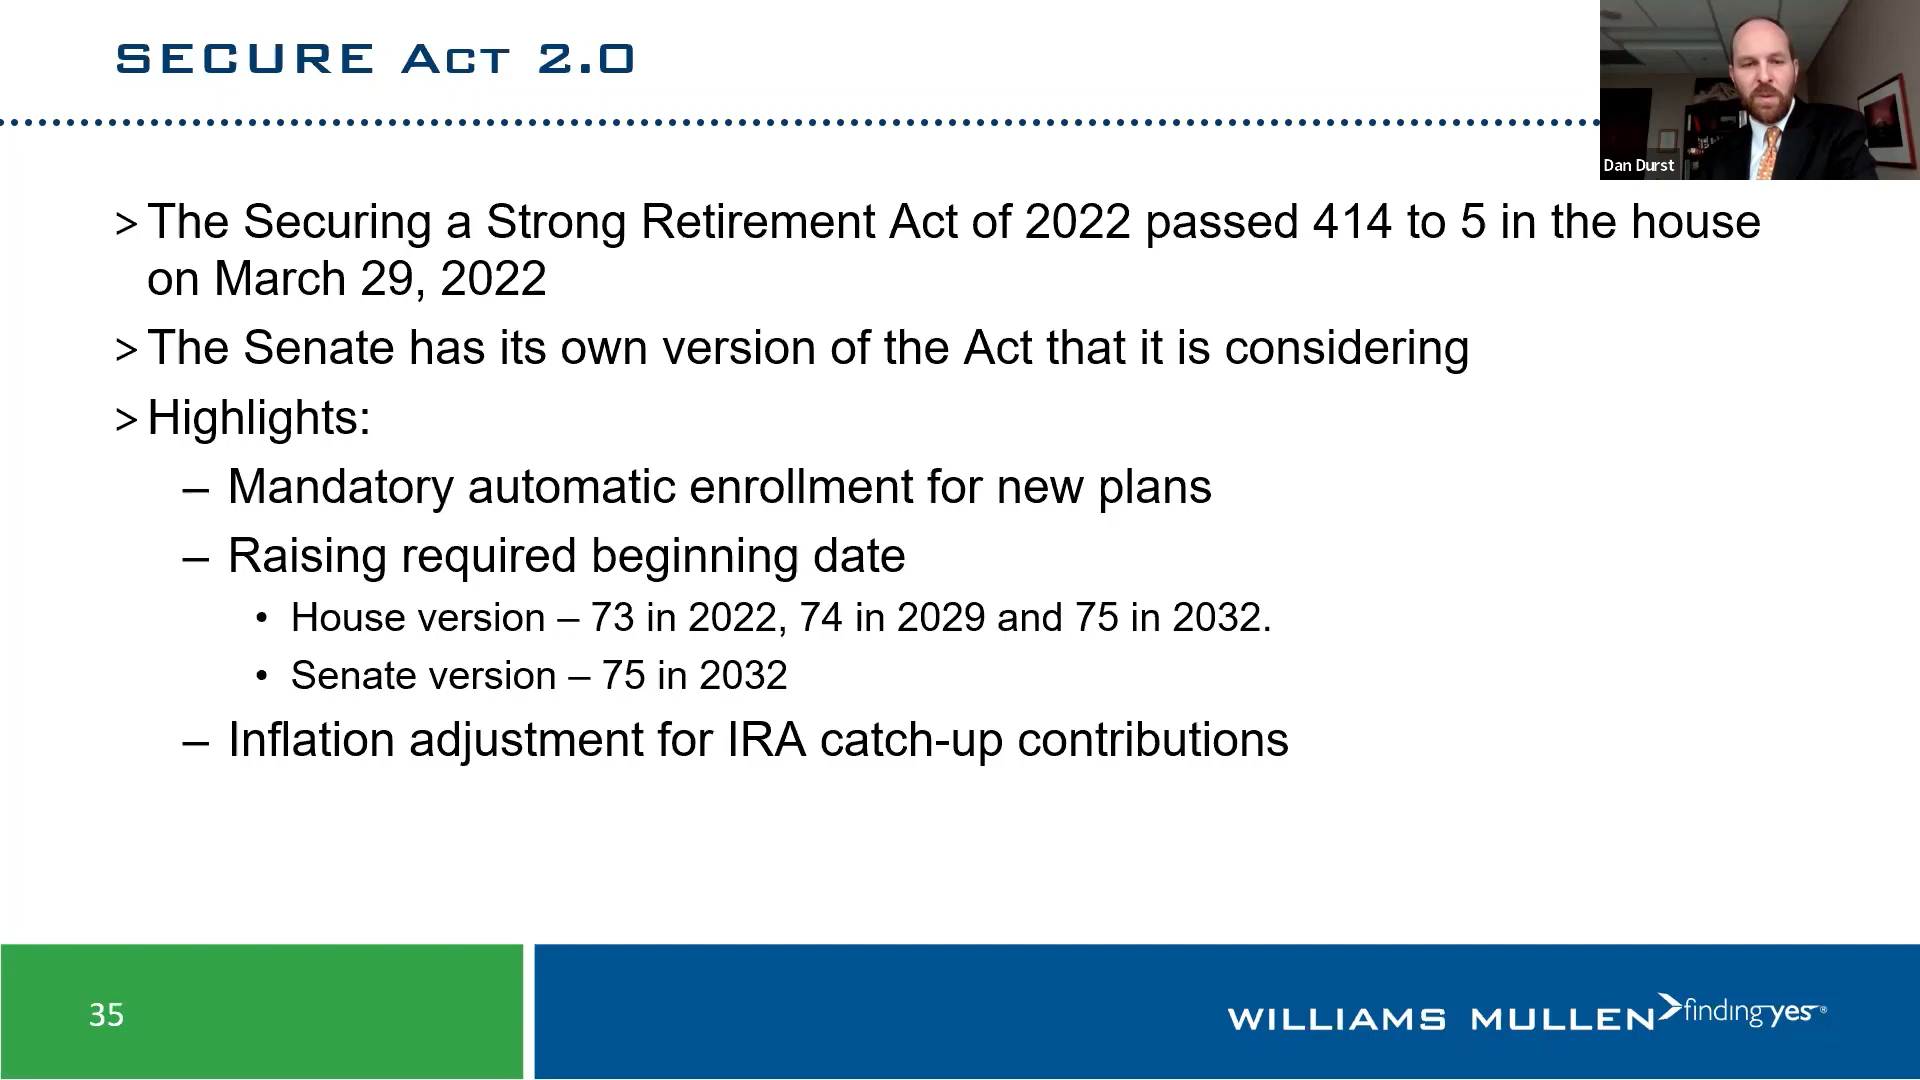 SECURE ACT 2.0
Dan Durst
> The Securing a Strong Retirement Act of 2022 passed 414 to 5 in the house
on March 29, 2022
> The Senate has its own version of the Act that it is considering
> Highlights:
– Mandatory automatic enrollment for new plans
– Raising required beginning date
• House version – 73 in 2022, 74 in 2029 and 75 in 2032.
• Senate version – 75 in 2032
– Inflation adjustment for IRA catch-up contributions
35
WILLIAMS MULLEN finding yes®